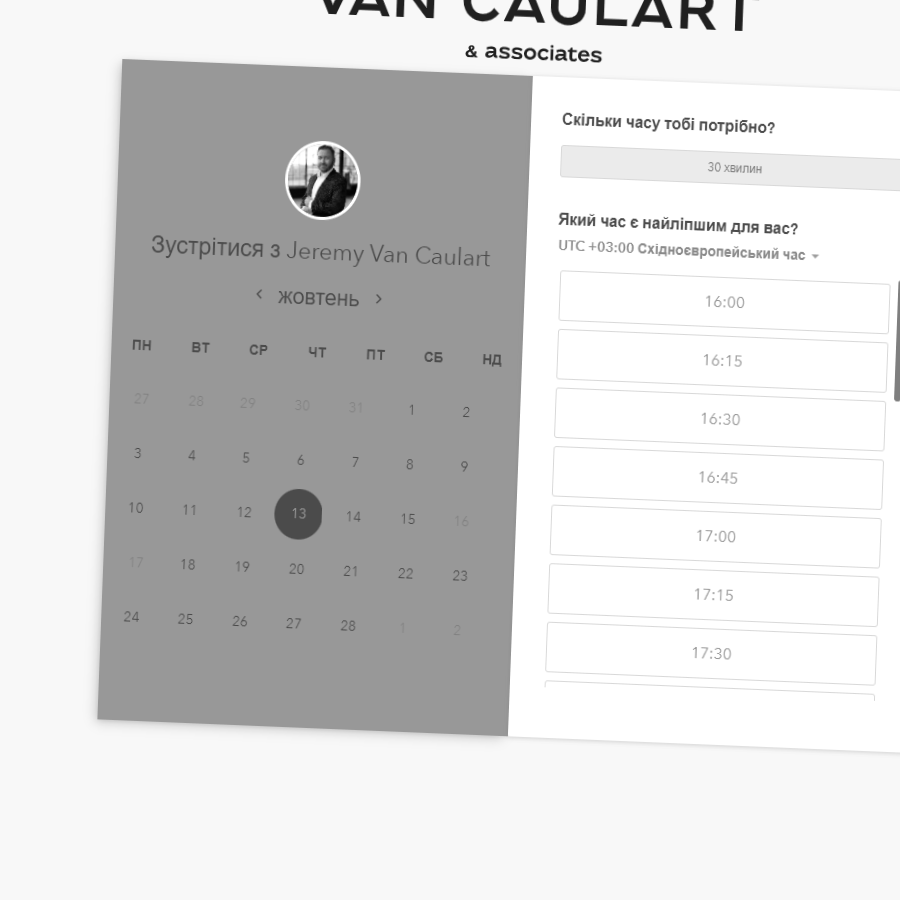 VAN CAULART
& associates
Зустрітися з Jeremy Van Caulart
жовтень
ПН ВТ СР ЧТ ПТ СБ НД
27 28 29 30 31 1 2
3 4 5 6 7 8 9
10 11 12 13 14 15 16
17 18 19 20 21 22 23
24 25 26 27 28 1 2
Скільки часу тобі потрібно?
30 хвилин
Який час є найліпшим для вас?
UTC +03:00 Східноєвропейський час
16:00
16:15
16:30
16:45
17:00
17:15
17:30